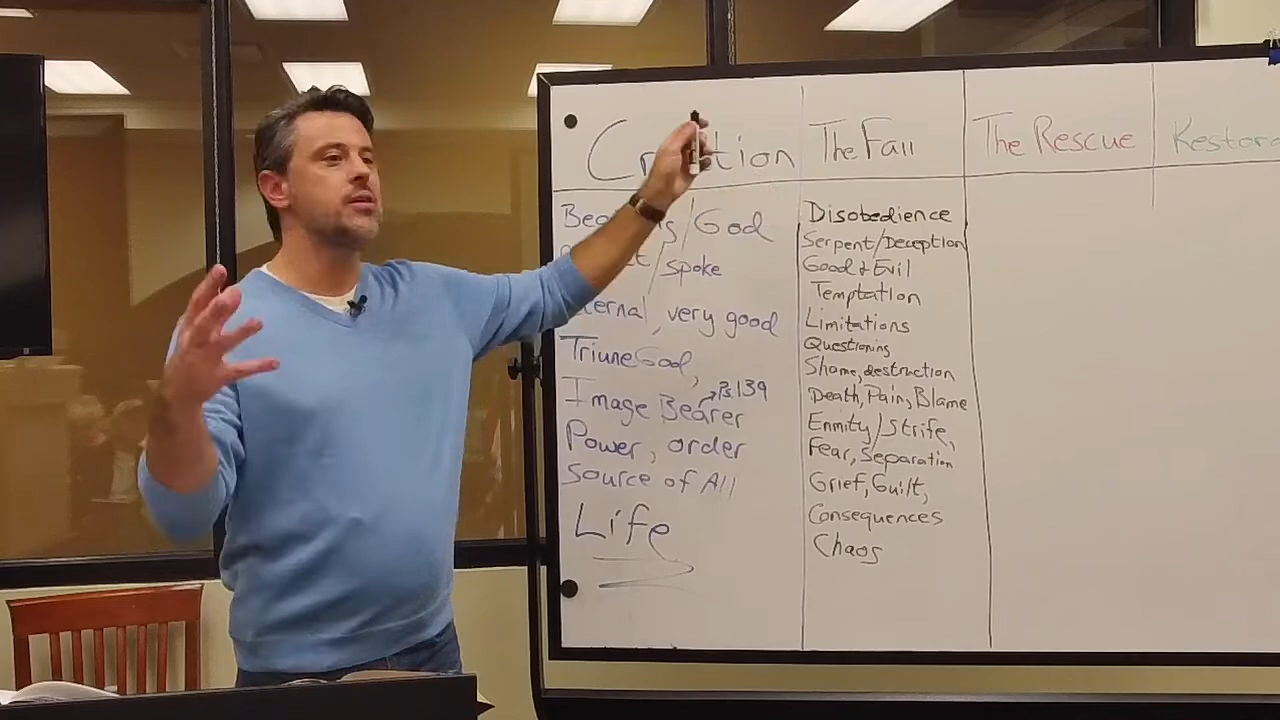 The Fall
The Rescue
God
Disobedience
spoke
Serpent/Deception
Good & Evil
very good
Temptation
Limitations
Triune God,
Questioning
Shame, destruction
Image Bearer → Ps. 139
Death, Pain, Blame
Power, order
Enmity/Strife,
Fear, Separation
Source of All
Grief, Guilt,
Life
Consequences
Chaos